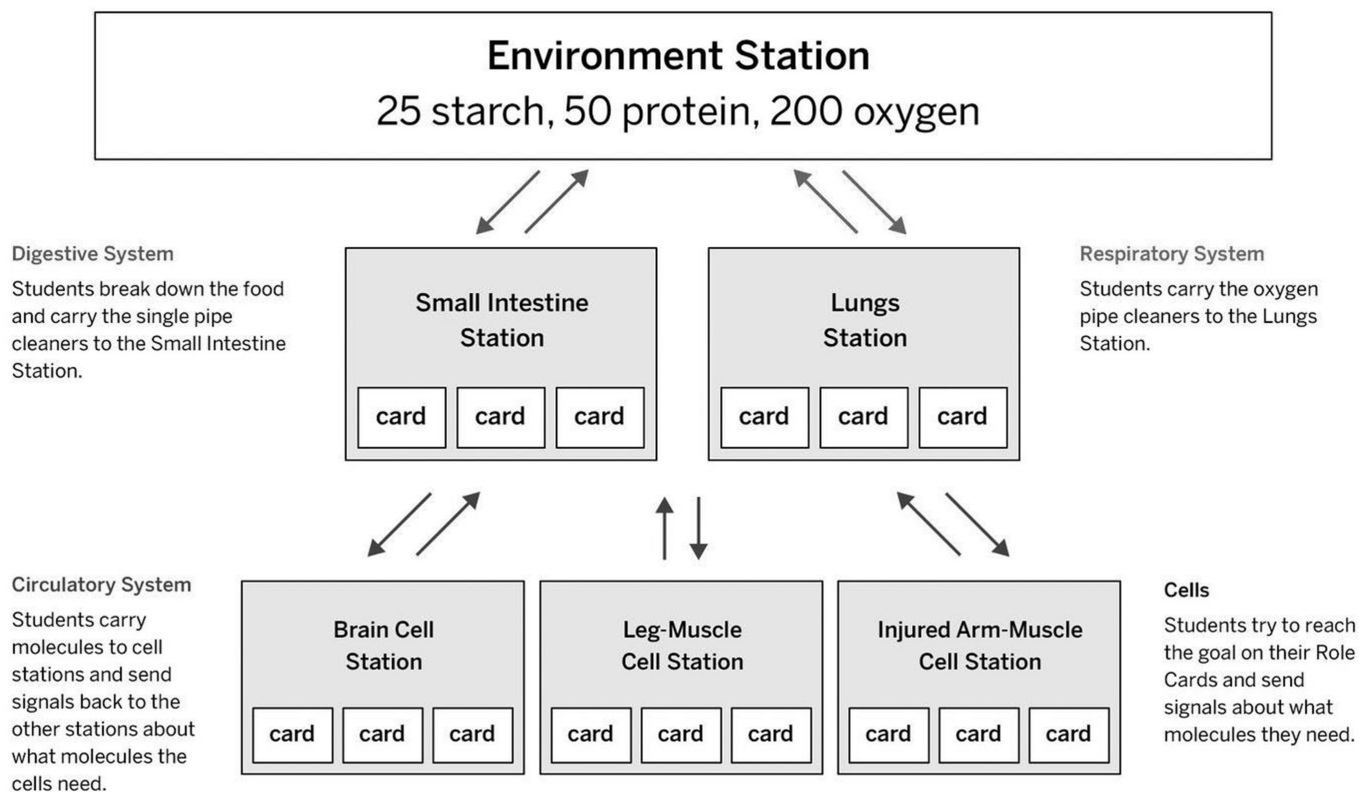 Environment Station
25 starch, 50 protein, 200 oxygen
Digestive System
Students break down the food
and carry the single pipe
cleaners to the Small Intestine
Station.
Small Intestine
Station
card card card
Lungs
Station
card card card
Respiratory System
Students carry the oxygen
pipe cleaners to the Lungs
Station.
Circulatory System
Students carry
molecules to cell
stations and send
signals back to the
other stations about
what molecules the
cells need.
Brain Cell
Station
card card card
Leg-Muscle
Cell Station
card card card
Injured Arm-Muscle
Cell Station
card card card
Cells
Students try to reach
the goal on their Role
Cards and send
signals about what
molecules they need.